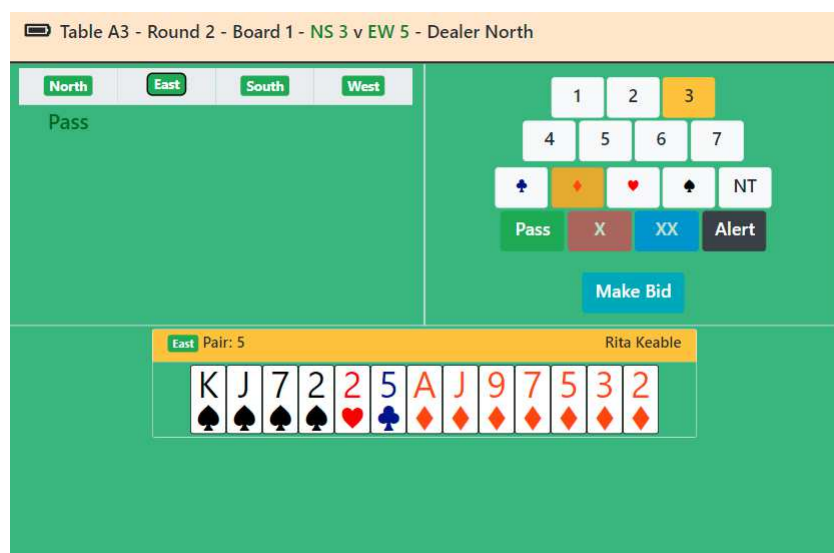 Table A3 - Round 2 - Board 1 - NS 3 v EW 5 - Dealer North
North East South West
Pass
1 2 3
4 5 6 7
♣ ♦ ♥ ♠ NT
Pass X XX Alert
Make Bid
East Pair: 5 Rita Keable
K J 7 2 2 5 A J 9 7 5 3 2
♠ ♠ ♠ ♠ ♥ ♣ ♦ ♦ ♦ ♦ ♦ ♦ ♦